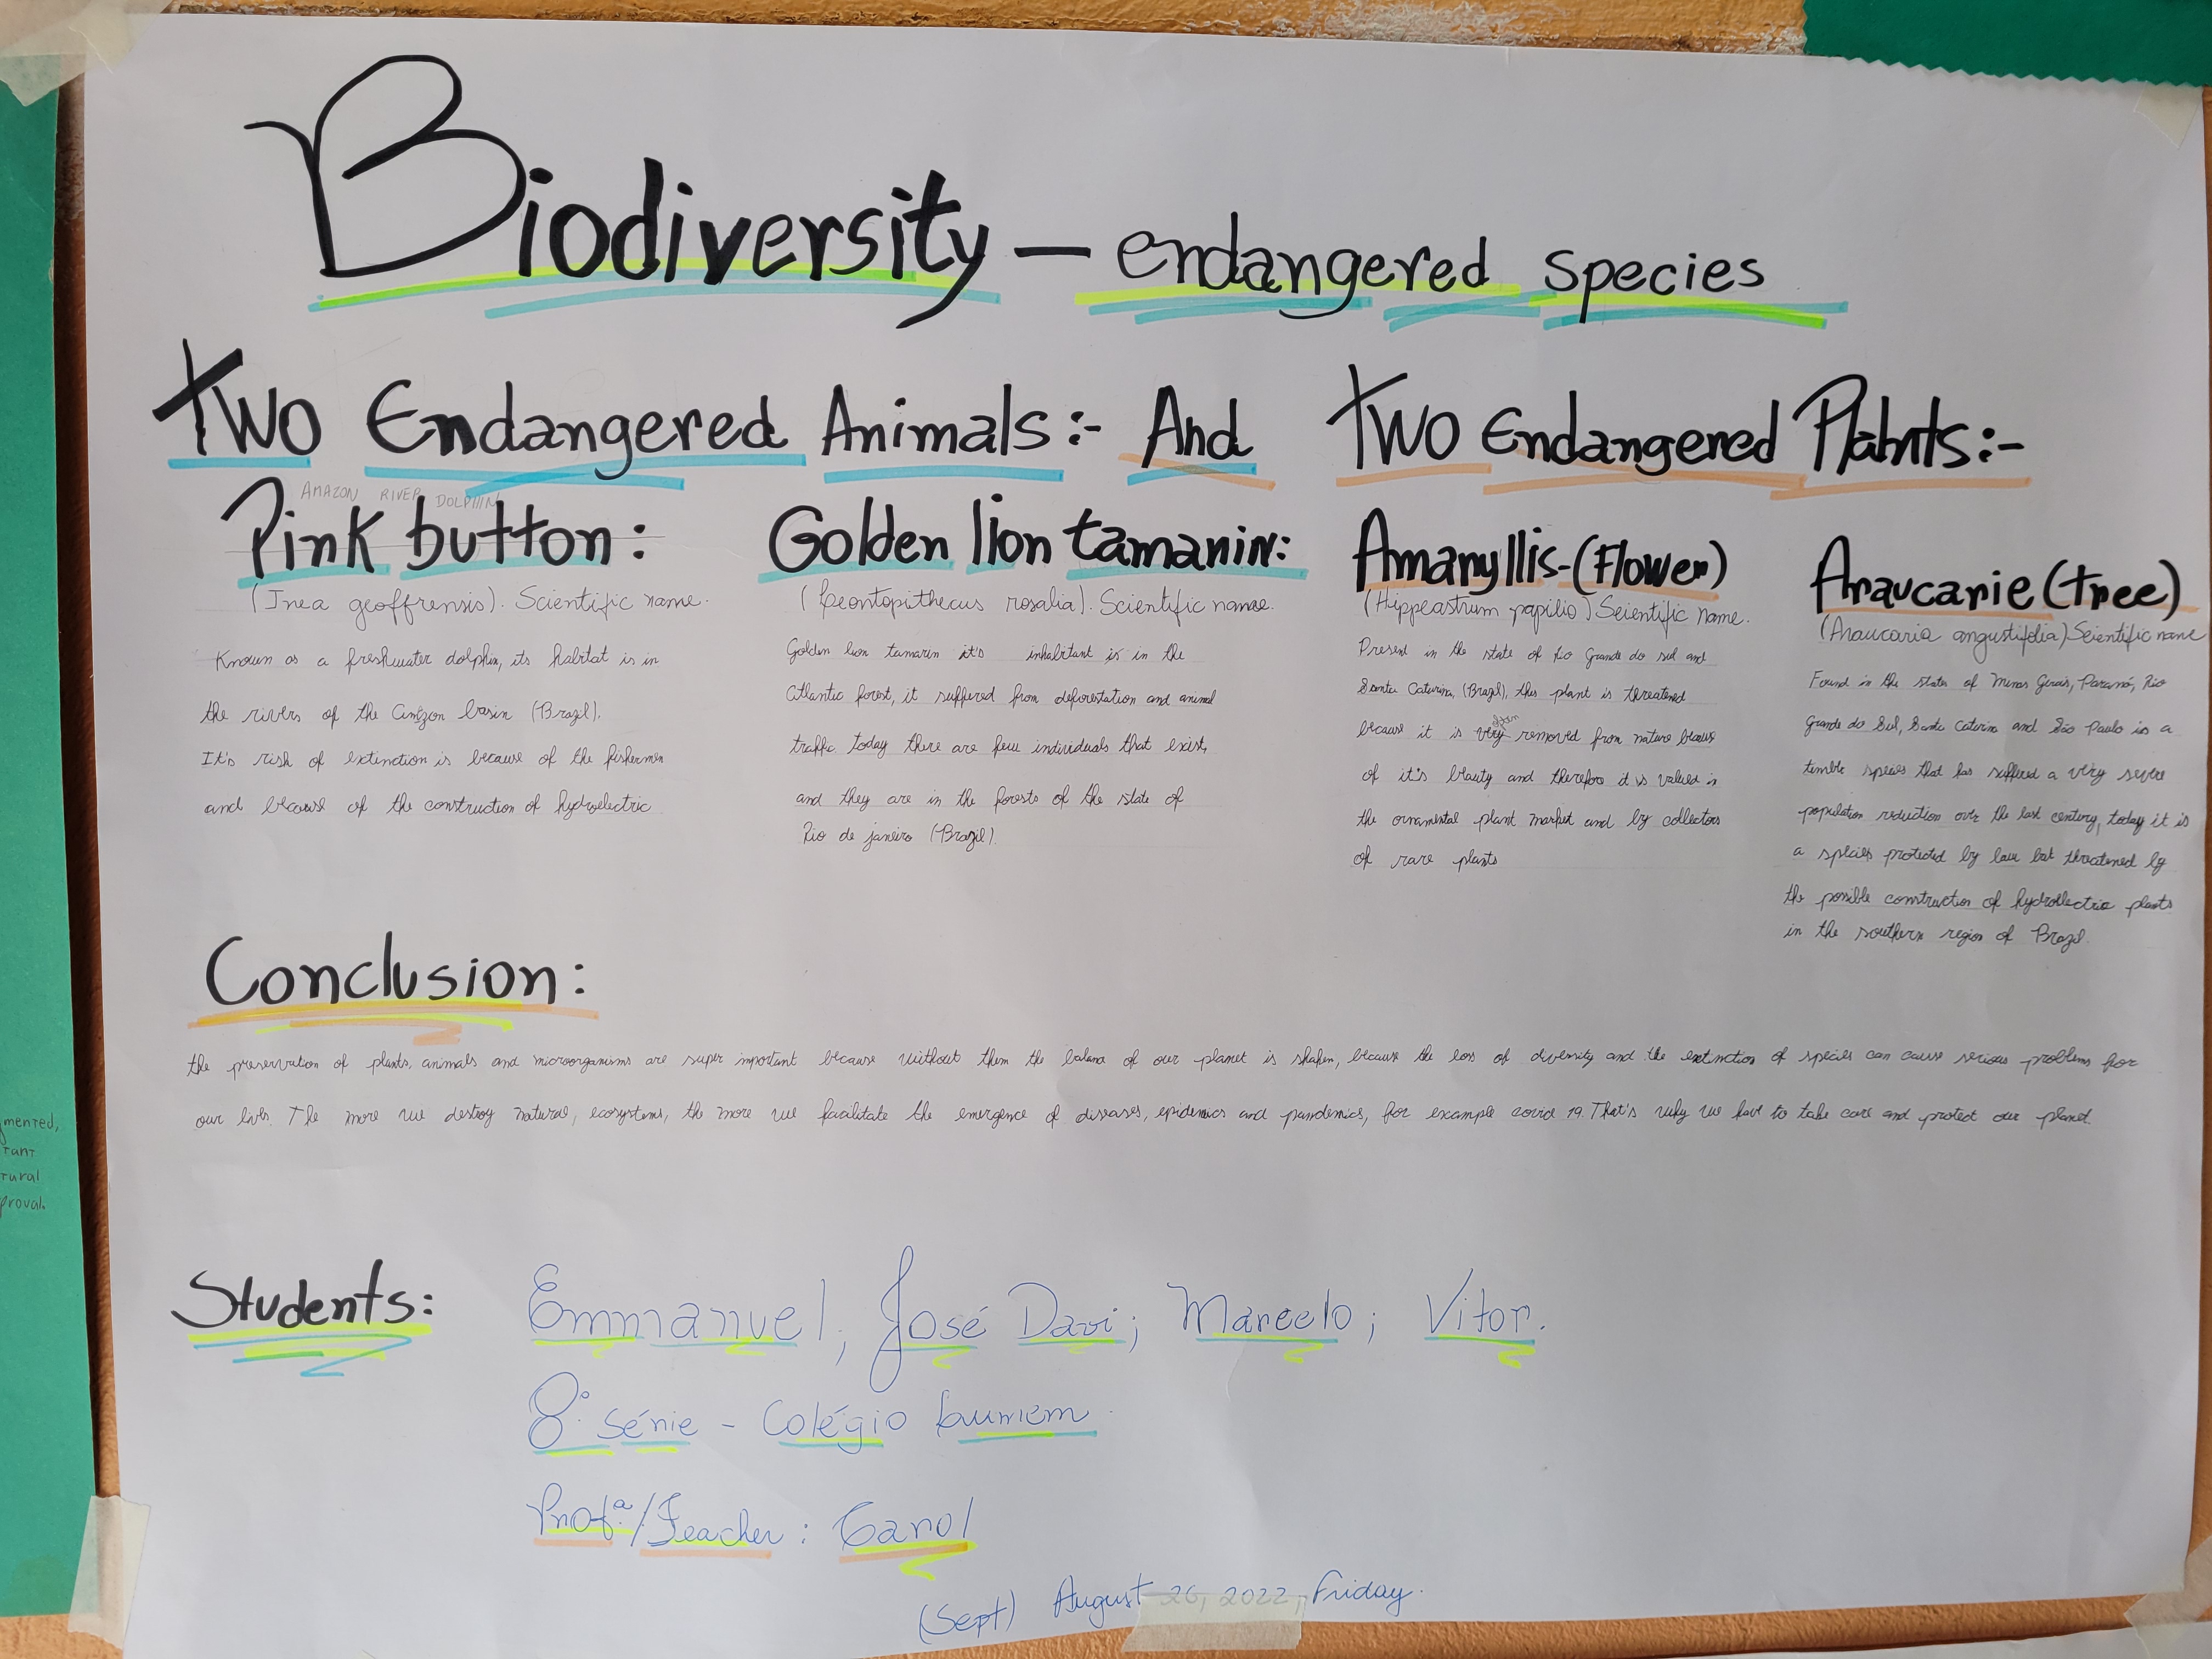 Biodiversity - endangered species
Two Endangered Animals:- And Two Endangered Plants:-
AMAZON RIVER DOLPHIN
Pink button:
(Inea geoffrensis). Scientific name.
Known as a freshwater dolphin, its habitat is in
the rivers of the Amazon basin (Brazil).
It's risk of extinction is because of the fishermen
and because of the construction of hydroelectric.
Golden lion tamanin:
(Leontopithecus rosalia). Scientific name.
Golden lion tamarin it's inhabitant is in the
Atlantic forest, it suffered from deforestation and animal
traffic today there are few individuals that exist,
and they are in the forests of the state of
Rio de janeiro (Brazil).
Amaryllis-(Flower)
(Hippeastrum papilio) Scientific Name.
Present in the state of Rio Grande do sul and
Santa Catarina, (Brazil), this plant is threatened
because it is often removed from nature because
of it's beauty and therefore it is valued in
the ornamental plant market and by collectors
of rare plants
Araucarie (tree)
(Araucaria angustifolia) Scientific name
Found in the states of Minas Gerais, Paraná, Rio
Grande do Sul, Santa Catarina and São Paulo is a
species that has suffered a very severe
population reduction over the last century, today it is
a species protected by law but threatened by
the possible construction of hydroelectric plants
in the southern region of Brazil.
Conclusion:
the preservation of plants, animals and microorganisms are super important because without them the balance of our planet is shaken, because the loss of diversity and the extinction of species can cause serious problems for
our lives. The more we destroy natural, ecosystems, the more we facilitate the emergence of diseases, epidemics and pandemics, for example covid 19. That's why we have to take care and protect our planet.
mented,
tant
tural
proval.
Students: Emmanuel; José Davi; Marcelo; Vitor.
8ª série - Colégio
Profª/Teacher: Carol
(Sept) August 26, 2022, Friday.